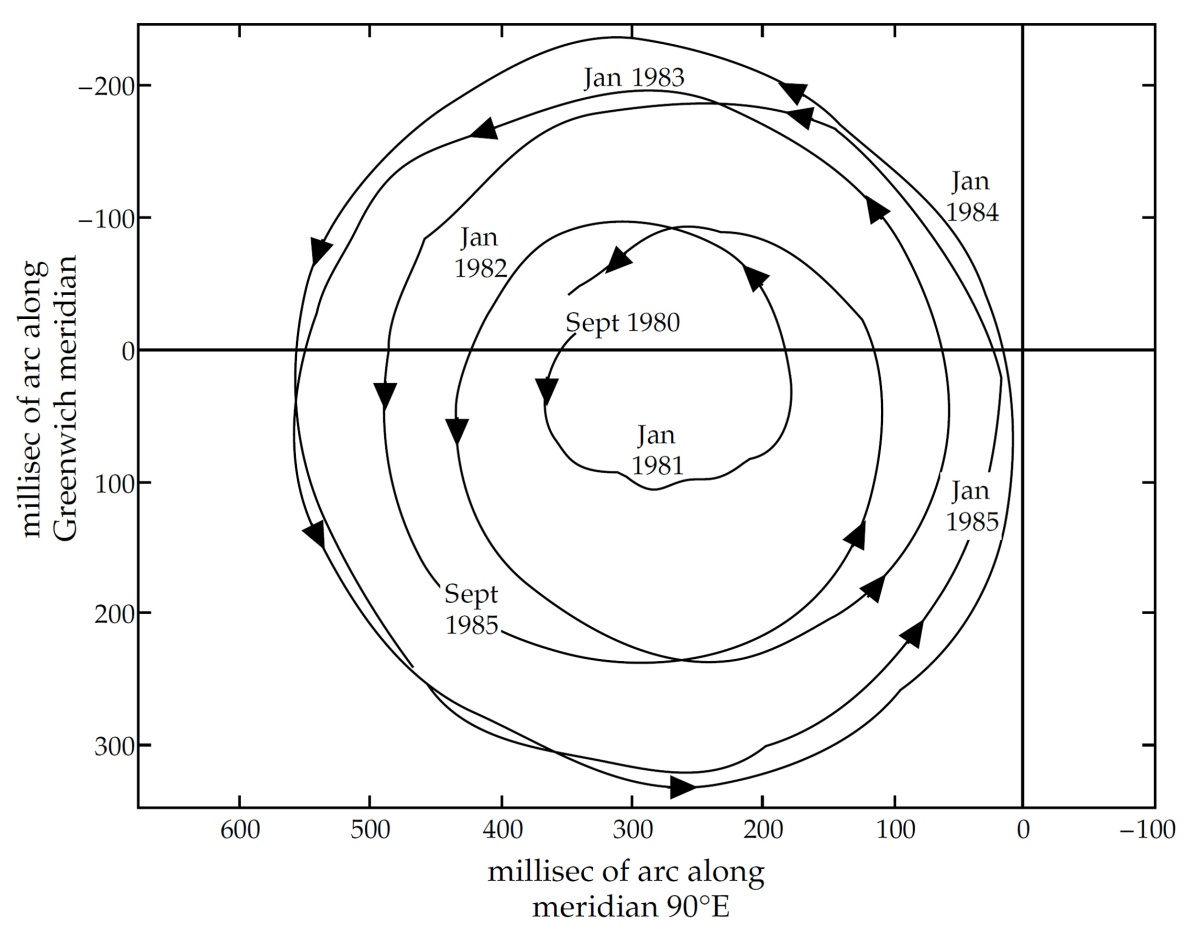 Jan 1983
–200
Jan
1984
–100
Jan
1982
Sept 1980
0
Jan
1981
100
Jan
1985
Sept
1985
200
300
600
500
400
300
200
100
0
–100
millisec of arc along
meridian 90°E
millisec of arc along
Greenwich meridian